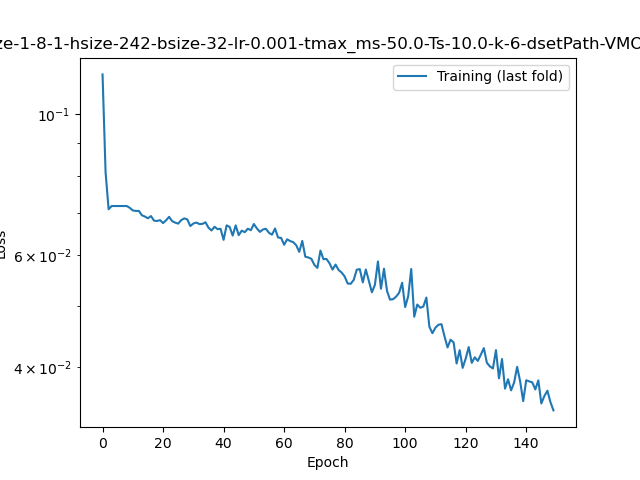 ze-1-8-1-hsize-242-bsize-32-lr-0.001-tmax_ms-50.0-Ts-10.0-k-6-dsetPath-VMC
Training (last fold)
10⁻¹
6 × 10⁻²
4 × 10⁻²
Loss
0 20 40 60 80 100 120 140
Epoch